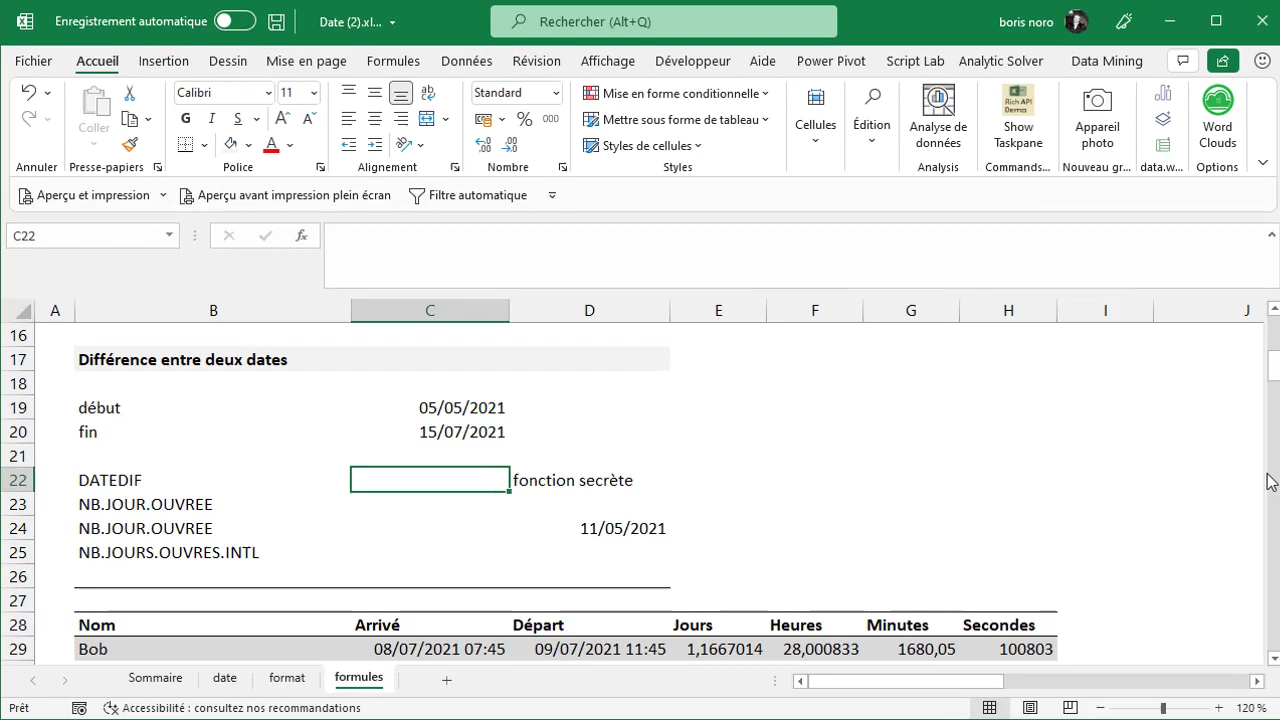 Enregistrement automatique
Date (2).xl...
Rechercher (Alt+Q)
boris noro
Fichier Accueil Insertion Dessin Mise en page Formules Données Révision Affichage Développeur Aide Power Pivot Script Lab Analytic Solver Data Mining
Coller
Calibri 11
G I S
Standard
% 000
Mise en forme conditionnelle
Mettre sous forme de tableau
Styles de cellules
Cellules
Édition
Analyse de données
Rich API Demo
Show Taskpane
Appareil photo
Word Clouds
Annuler Presse-papiers Police Alignement Nombre Styles Analysis Commands... Nouveau gr... data.w... Options
Aperçu et impression Aperçu avant impression plein écran Filtre automatique
C22 fx
A B C D E F G H I J
16
17 Différence entre deux dates
18
19 début 05/05/2021
20 fin 15/07/2021
21
22 DATEDIF fonction secrète
23 NB.JOUR.OUVREE
24 NB.JOUR.OUVREE 11/05/2021
25 NB.JOURS.OUVRES.INTL
26
27
28 Nom Arrivé Départ Jours Heures Minutes Secondes
29 Bob 08/07/2021 07:45 09/07/2021 11:45 1,1667014 28,000833 1680,05 100803
Sommaire date format formules
Prêt Accessibilité : consultez nos recommandations 120 %